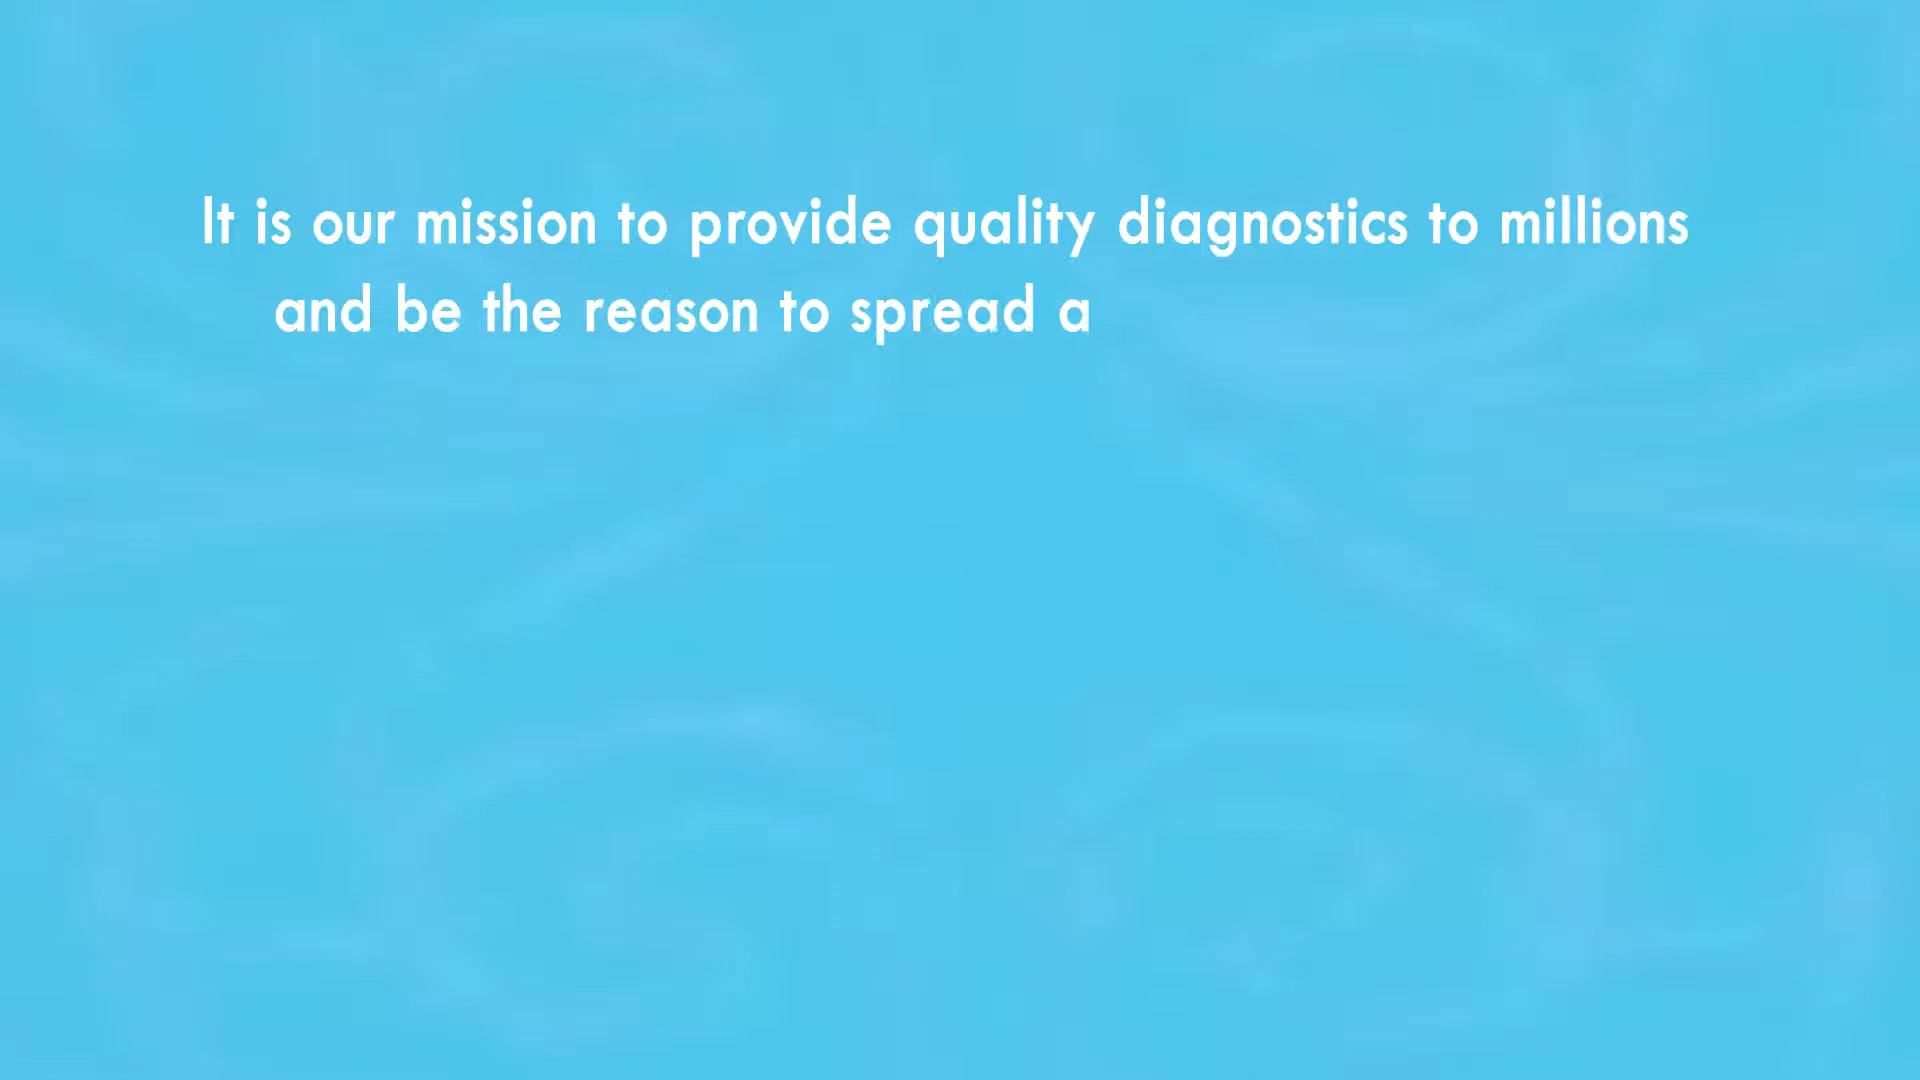 It is our mission to provide quality diagnostics to millions
and be the reason to spread a